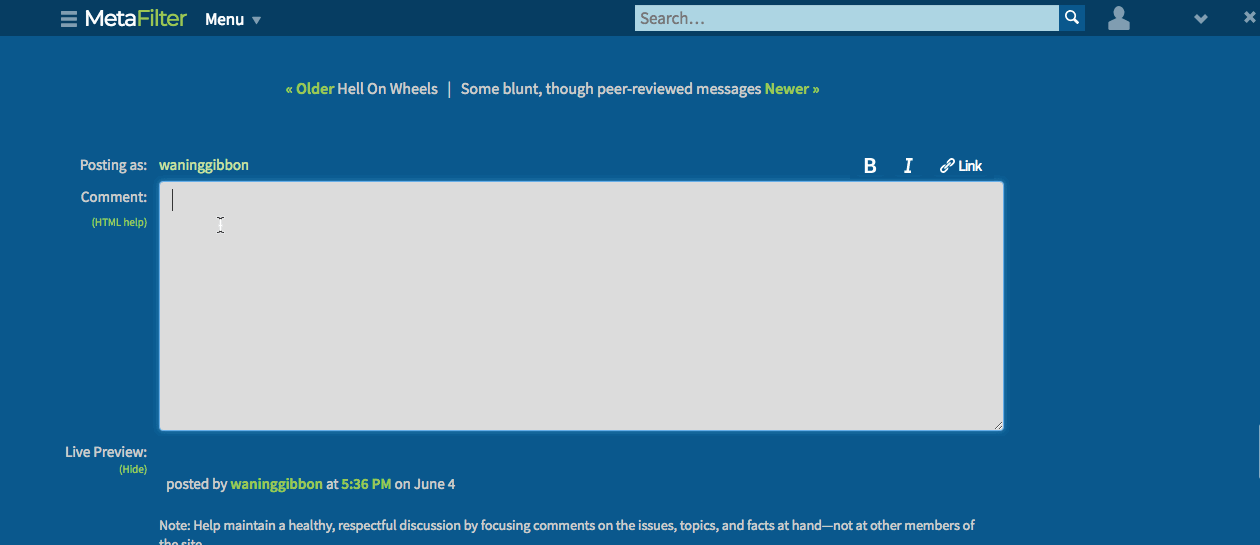 MetaFilter Menu Search…
« Older Hell On Wheels | Some blunt, though peer-reviewed messages Newer »
Posting as: waninggibbon B I Link
Comment:
(HTML help)
Live Preview:
(Hide)
posted by waninggibbon at 5:36 PM on June 4
Note: Help maintain a healthy, respectful discussion by focusing comments on the issues, topics, and facts at hand—not at other members of
the site.